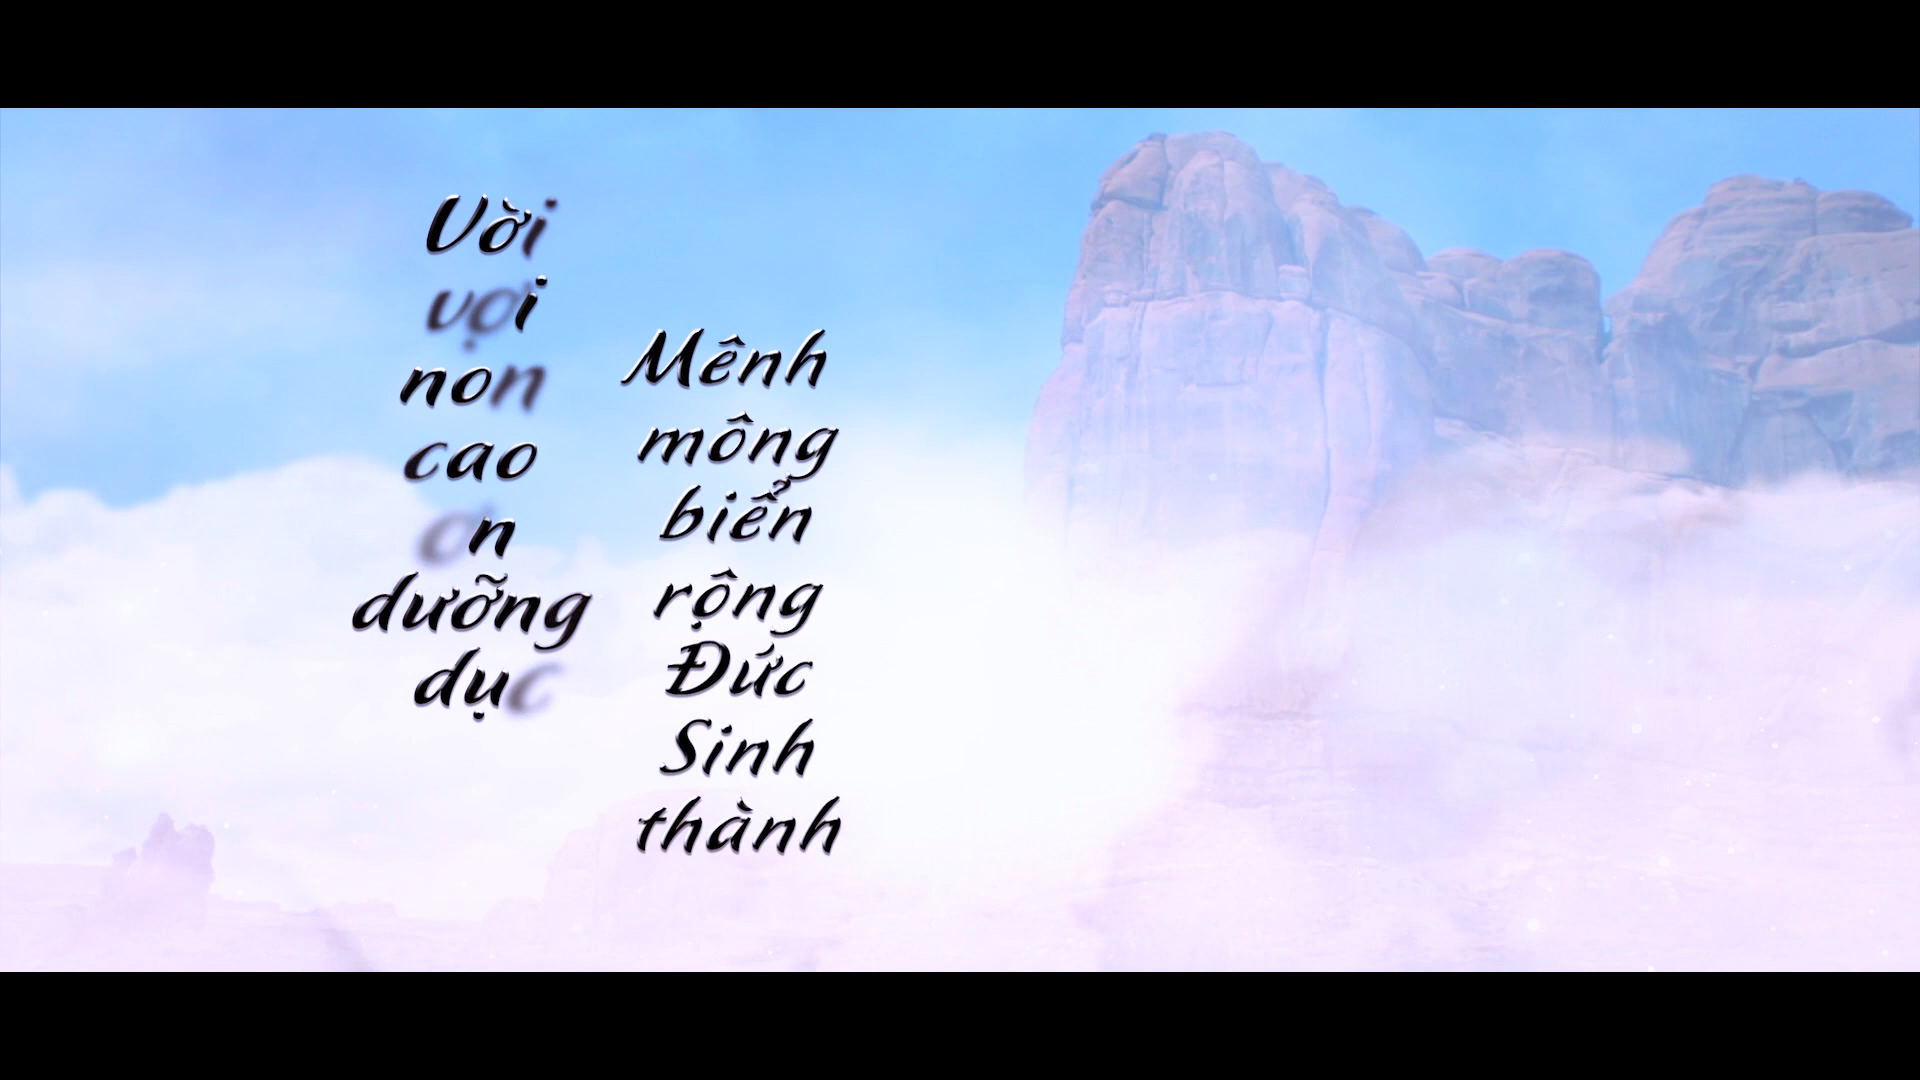 Vời
vợi
non
cao
ơn
dưỡng
dục
Mênh
mông
biển
rộng
Đức
Sinh
thành